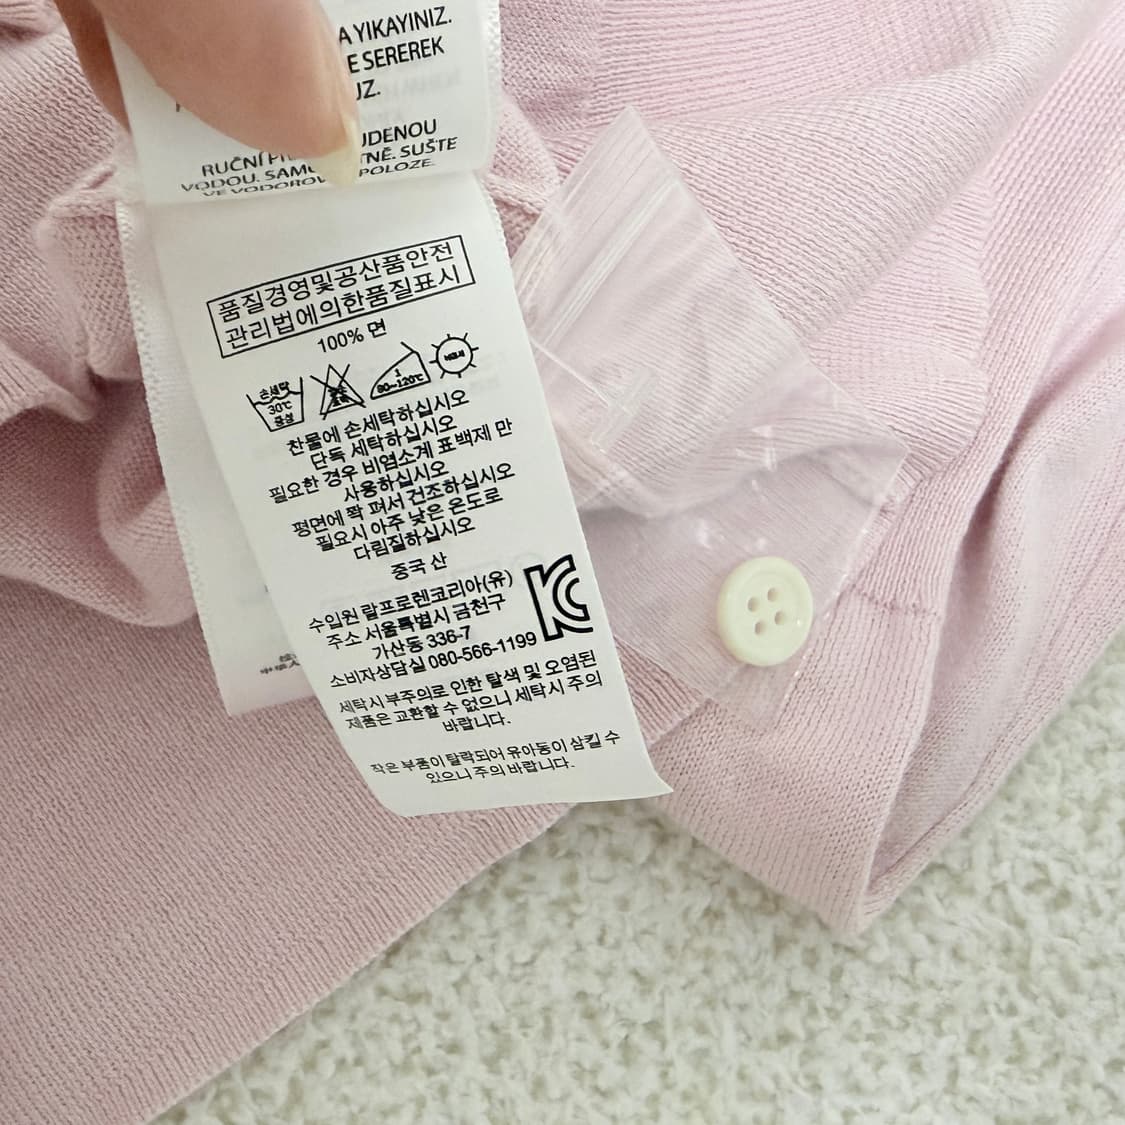 A YIKAYINIZ.
E SEREREK
UZ.
RUČNÍ UDENOU
VODOU. TNĚ. SUŠTE
VE POLOZE.
품질경영및공산품안전
관리법에의한품질표시
100% 면
손세탁
30℃
중성
1
80~120℃
찬물에 손세탁하십시오
단독 세탁하십시오
필요한 경우 비염소계 표백제 만
사용하십시오
평면에 쫙 펴서 건조하십시오
필요시 아주 낮은 온도로
다림질하십시오
중국 산
수입원 랄프로렌코리아(유)
주소 서울특별시 금천구
가산동 336-7
소비자상담실 080-566-1199
세탁시 부주의로 인한 탈색 및 오염된
제품은 교환할 수 없으니 세탁시 주의
바랍니다.
작은 부품이 탈락되어 유아동이 삼킬 수
있으니 주의 바랍니다.